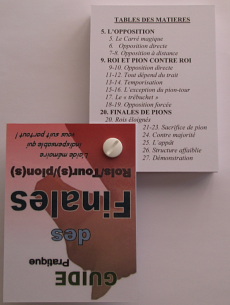 TABLES DES MATIERES
5. L'OPPOSITION
5. Le Carré magique
6. Opposition directe
7-8. Opposition à distance
9. ROI ET PION CONTRE ROI
9-10. Opposition directe
11-12. Tout dépend du trait
13-14. Temporisation
15-16. L'exception du pion-tour
17. Le « trébuchet »
18-19. Opposition forcée
20. FINALES DE PIONS
20. Rois éloignés
21-23. Sacrifice de pion
24. Contre majorité
25. L'appât
26. Structure affaiblie
27. Démonstration
GUIDE
Pratique
des
Finales
Rois/Tour(s)/pion(s)
L'aide mémoire
indispensable qui
vous suit partout !